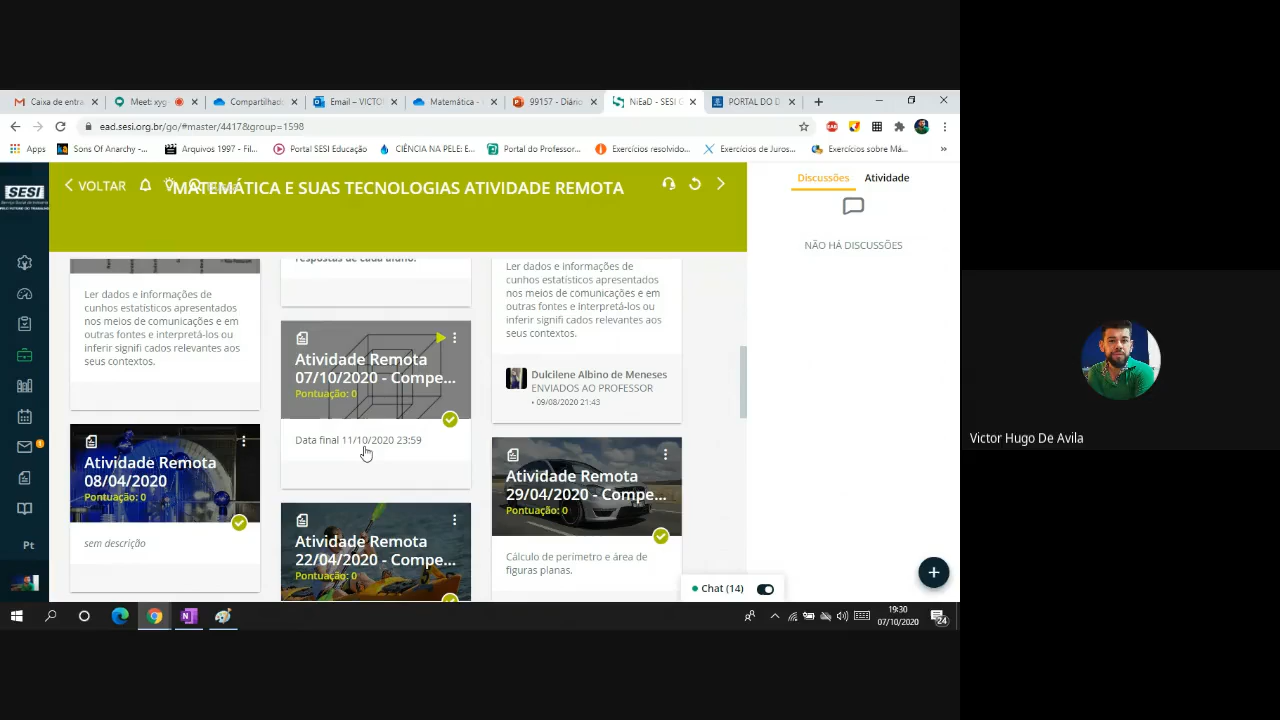 Caixa de entra
Meet: xyg
Compartilhad
Email – VICTO
Matemática -
99157 - Diário
NiEaD - SESI G
PORTAL DO D
ead.sesi.org.br/go/#master/4417&group=1598
Apps
Sons Of Anarchy -...
Arquivos 1997 - Fil...
Portal SESI Educação
CIÊNCIA NA PELE: E...
Portal do Professor...
Exercícios resolvido...
Exercícios de Juros...
Exercícios sobre Má...
»
SESI
VOLTAR
MATEMÁTICA E SUAS TECNOLOGIAS ATIVIDADE REMOTA
Discussões
Atividade
NÃO HÁ DISCUSSÕES
Ler dados e informações de
cunhos estatísticos apresentados
nos meios de comunicações e em
outras fontes e interpretá-los ou
inferir signifi cados relevantes aos
seus contextos.
Atividade Remota
08/04/2020
Pontuação: 0
sem descrição
respostas de cada aluno.
Atividade Remota
07/10/2020 - Compe...
Pontuação: 0
Data final 11/10/2020 23:59
Atividade Remota
22/04/2020 - Compe...
Pontuação: 0
Ler dados e informações de
cunhos estatísticos apresentados
nos meios de comunicações e em
outras fontes e interpretá-los ou
inferir signifi cados relevantes aos
seus contextos.
Dulcilene Albino de Meneses
ENVIADOS AO PROFESSOR
• 09/08/2020 21:43
Atividade Remota
29/04/2020 - Compe...
Pontuação: 0
Cálculo de perímetro e área de
figuras planas.
Pt
Chat (14)
+
19:30
07/10/2020
24
Victor Hugo De Avila